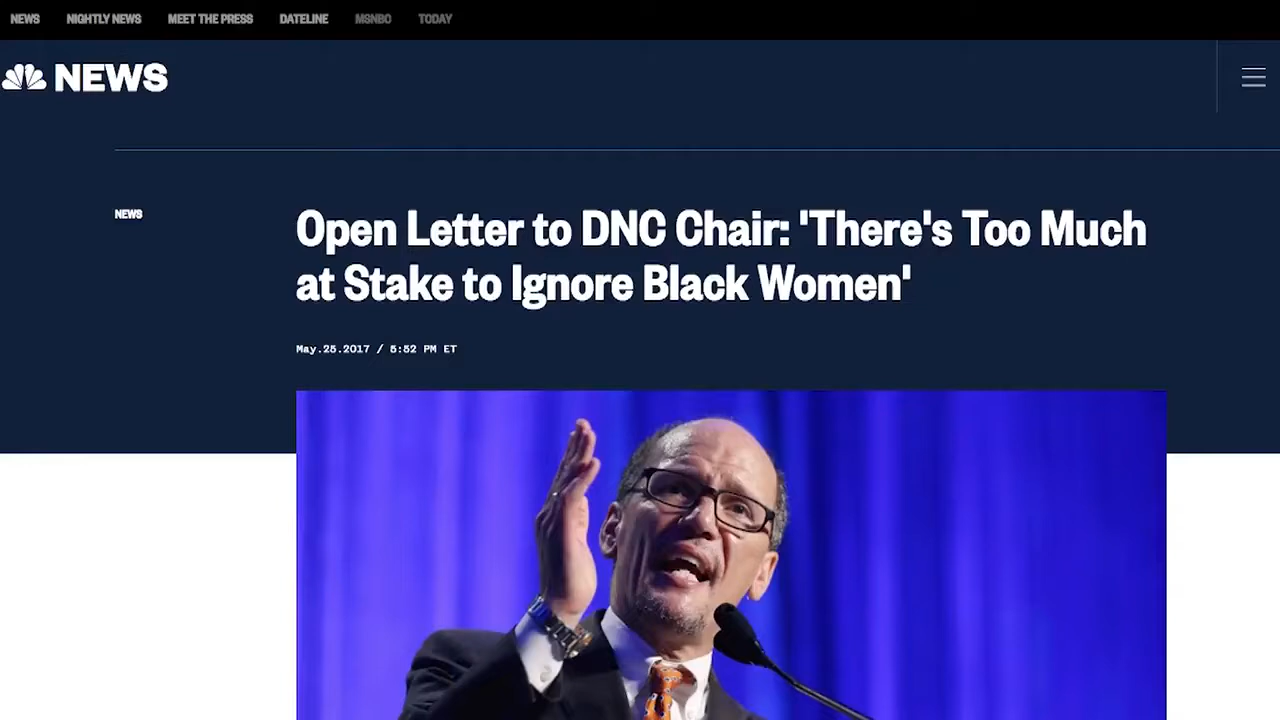 NEWS NIGHTLY NEWS MEET THE PRESS DATELINE MSNBC TODAY
NEWS
NEWS
Open Letter to DNC Chair: 'There's Too Much
at Stake to Ignore Black Women'
May.25.2017 / 5:52 PM ET